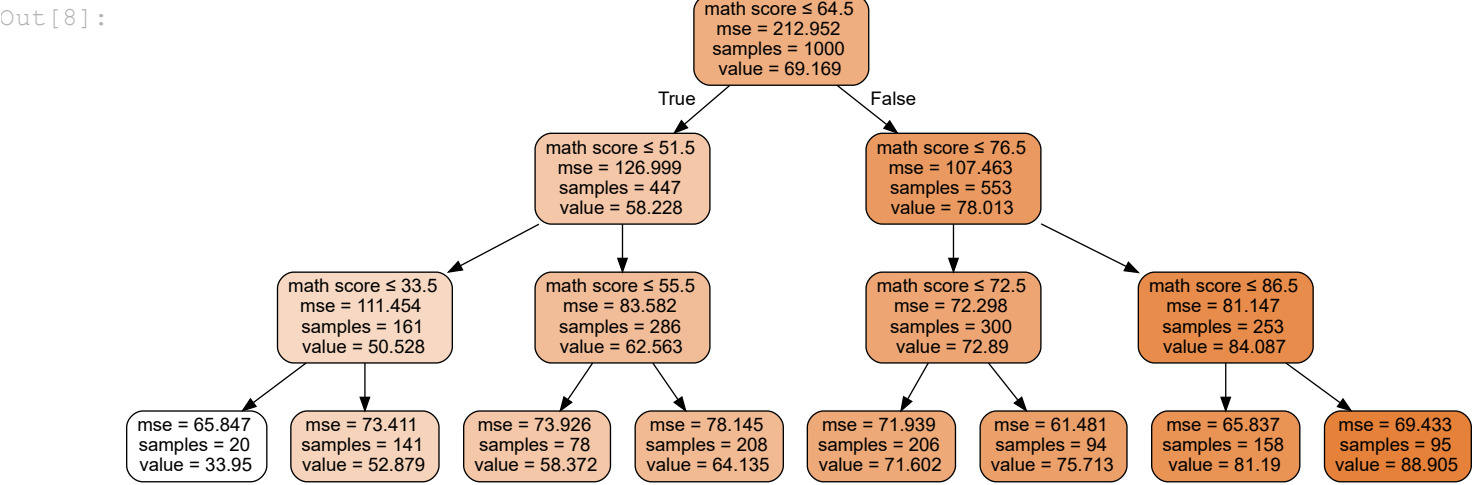 Out[8]:
math score ≤ 64.5
mse = 212.952
samples = 1000
value = 69.169
True
False
math score ≤ 51.5
mse = 126.999
samples = 447
value = 58.228
math score ≤ 76.5
mse = 107.463
samples = 553
value = 78.013
math score ≤ 33.5
mse = 111.454
samples = 161
value = 50.528
math score ≤ 55.5
mse = 83.582
samples = 286
value = 62.563
math score ≤ 72.5
mse = 72.298
samples = 300
value = 72.89
math score ≤ 86.5
mse = 81.147
samples = 253
value = 84.087
mse = 65.847
samples = 20
value = 33.95
mse = 73.411
samples = 141
value = 52.879
mse = 73.926
samples = 78
value = 58.372
mse = 78.145
samples = 208
value = 64.135
mse = 71.939
samples = 206
value = 71.602
mse = 61.481
samples = 94
value = 75.713
mse = 65.837
samples = 158
value = 81.19
mse = 69.433
samples = 95
value = 88.905